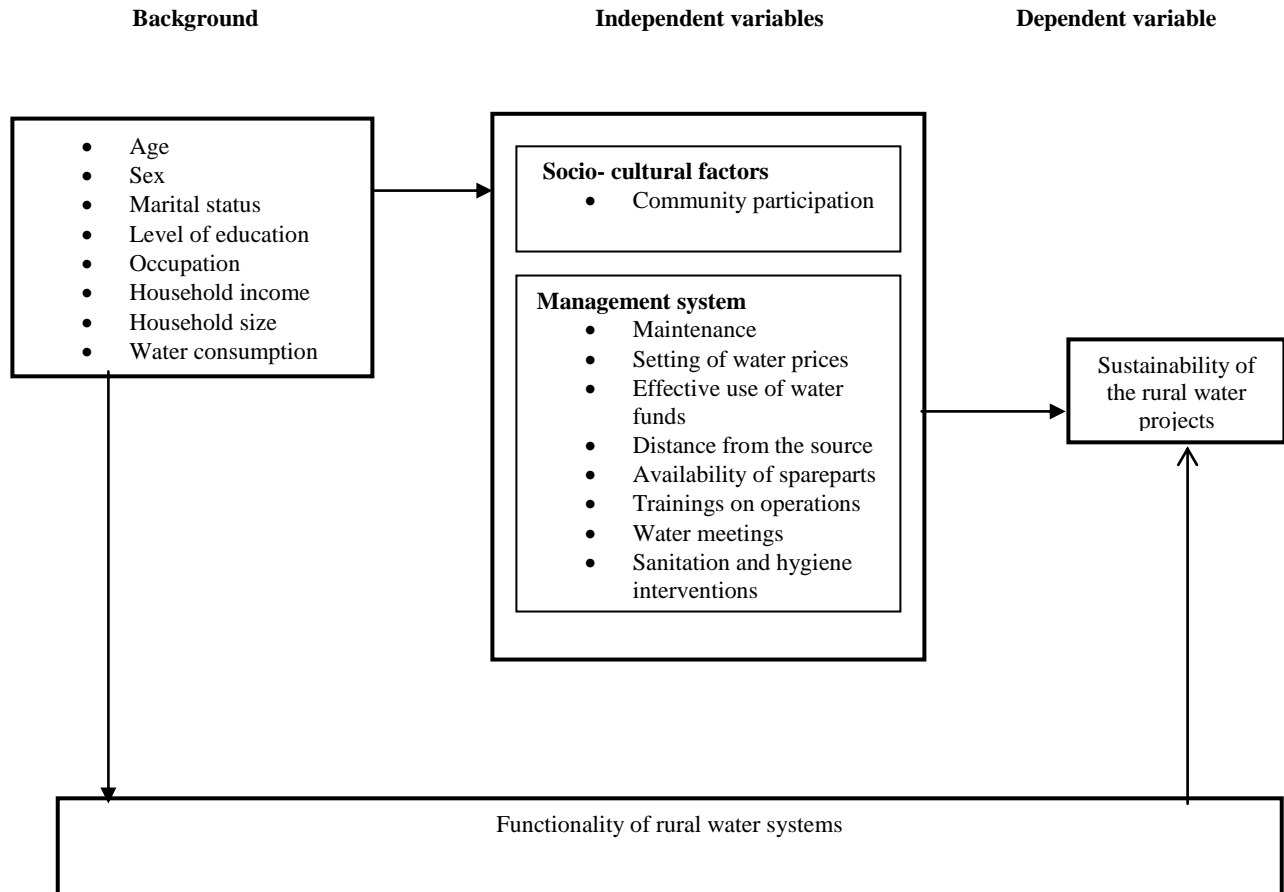 Background
Independent variables
Dependent variable
• Age
• Sex
• Marital status
• Level of education
• Occupation
• Household income
• Household size
• Water consumption
Socio- cultural factors
• Community participation
Management system
• Maintenance
• Setting of water prices
• Effective use of water
funds
• Distance from the source
• Availability of spareparts
• Trainings on operations
• Water meetings
• Sanitation and hygiene
interventions
Sustainability of
the rural water
projects
Functionality of rural water systems